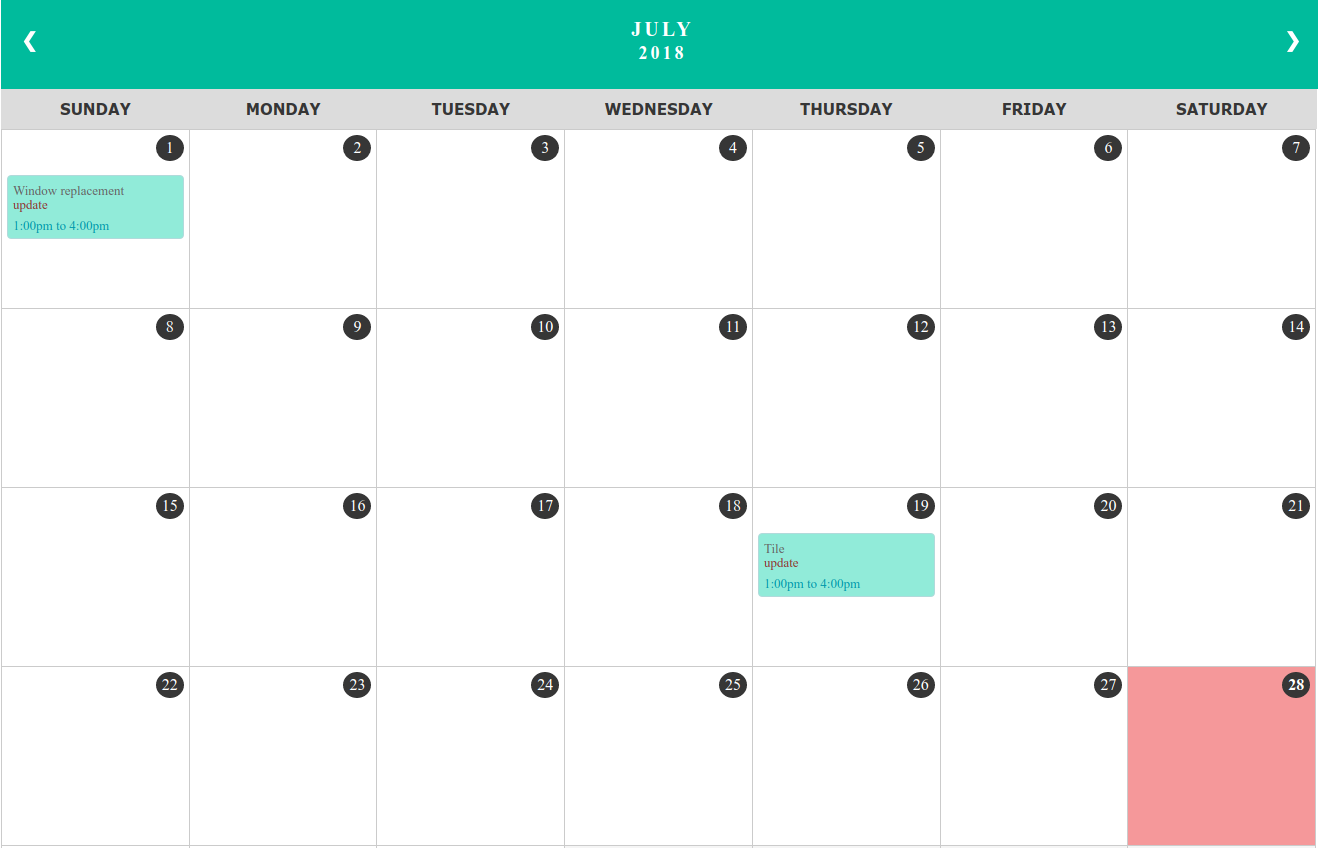 ❮
JULY
2018
❯
SUNDAY MONDAY TUESDAY WEDNESDAY THURSDAY FRIDAY SATURDAY
1 2 3 4 5 6 7
Window replacement
update
1:00pm to 4:00pm
8 9 10 11 12 13 14
15 16 17 18 19 20 21
Tile
update
1:00pm to 4:00pm
22 23 24 25 26 27 28